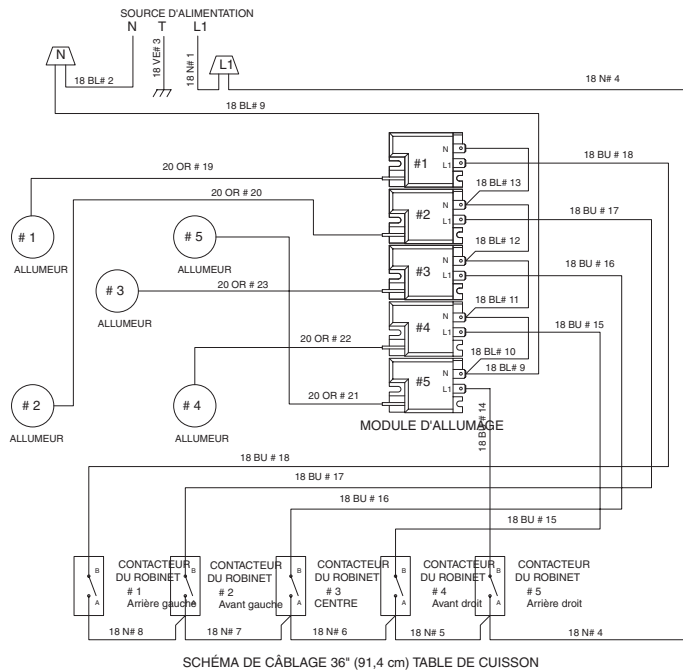 SOURCE D'ALIMENTATION
N T L1
N
18 BL# 2
18 VE# 3
18 N# 1
L1
18 N# 4
18 BL# 9
#1
N
L1
18 BU # 18
20 OR # 19
18 BL# 13
20 OR # 20
#2
N
L1
18 BU # 17
# 1
ALLUMEUR
# 5
ALLUMEUR
18 BL# 12
#3
N
L1
18 BU # 16
# 3
ALLUMEUR
20 OR # 23
18 BL# 11
#4
N
L1
18 BU # 15
20 OR # 22
18 BL# 10
18 BL# 9
#5
N
L1
20 OR # 21
# 2
ALLUMEUR
# 4
ALLUMEUR
MODULE D'ALLUMAGE
18 BU # 14
18 BU # 18
18 BU # 17
18 BU # 16
18 BU # 15
B
A
CONTACTEUR
DU ROBINET
# 1
Arrière gauche
B
A
CONTACTEUR
DU ROBINET
# 2
Avant gauche
B
A
CONTACTEUR
DU ROBINET
# 3
CENTRE
B
A
CONTACTEUR
DU ROBINET
# 4
Avant droit
B
A
CONTACTEUR
DU ROBINET
# 5
Arrière droit
18 N# 8
18 N# 7
18 N# 6
18 N# 5
18 N# 4
SCHÉMA DE CÂBLAGE 36" (91,4 cm) TABLE DE CUISSON